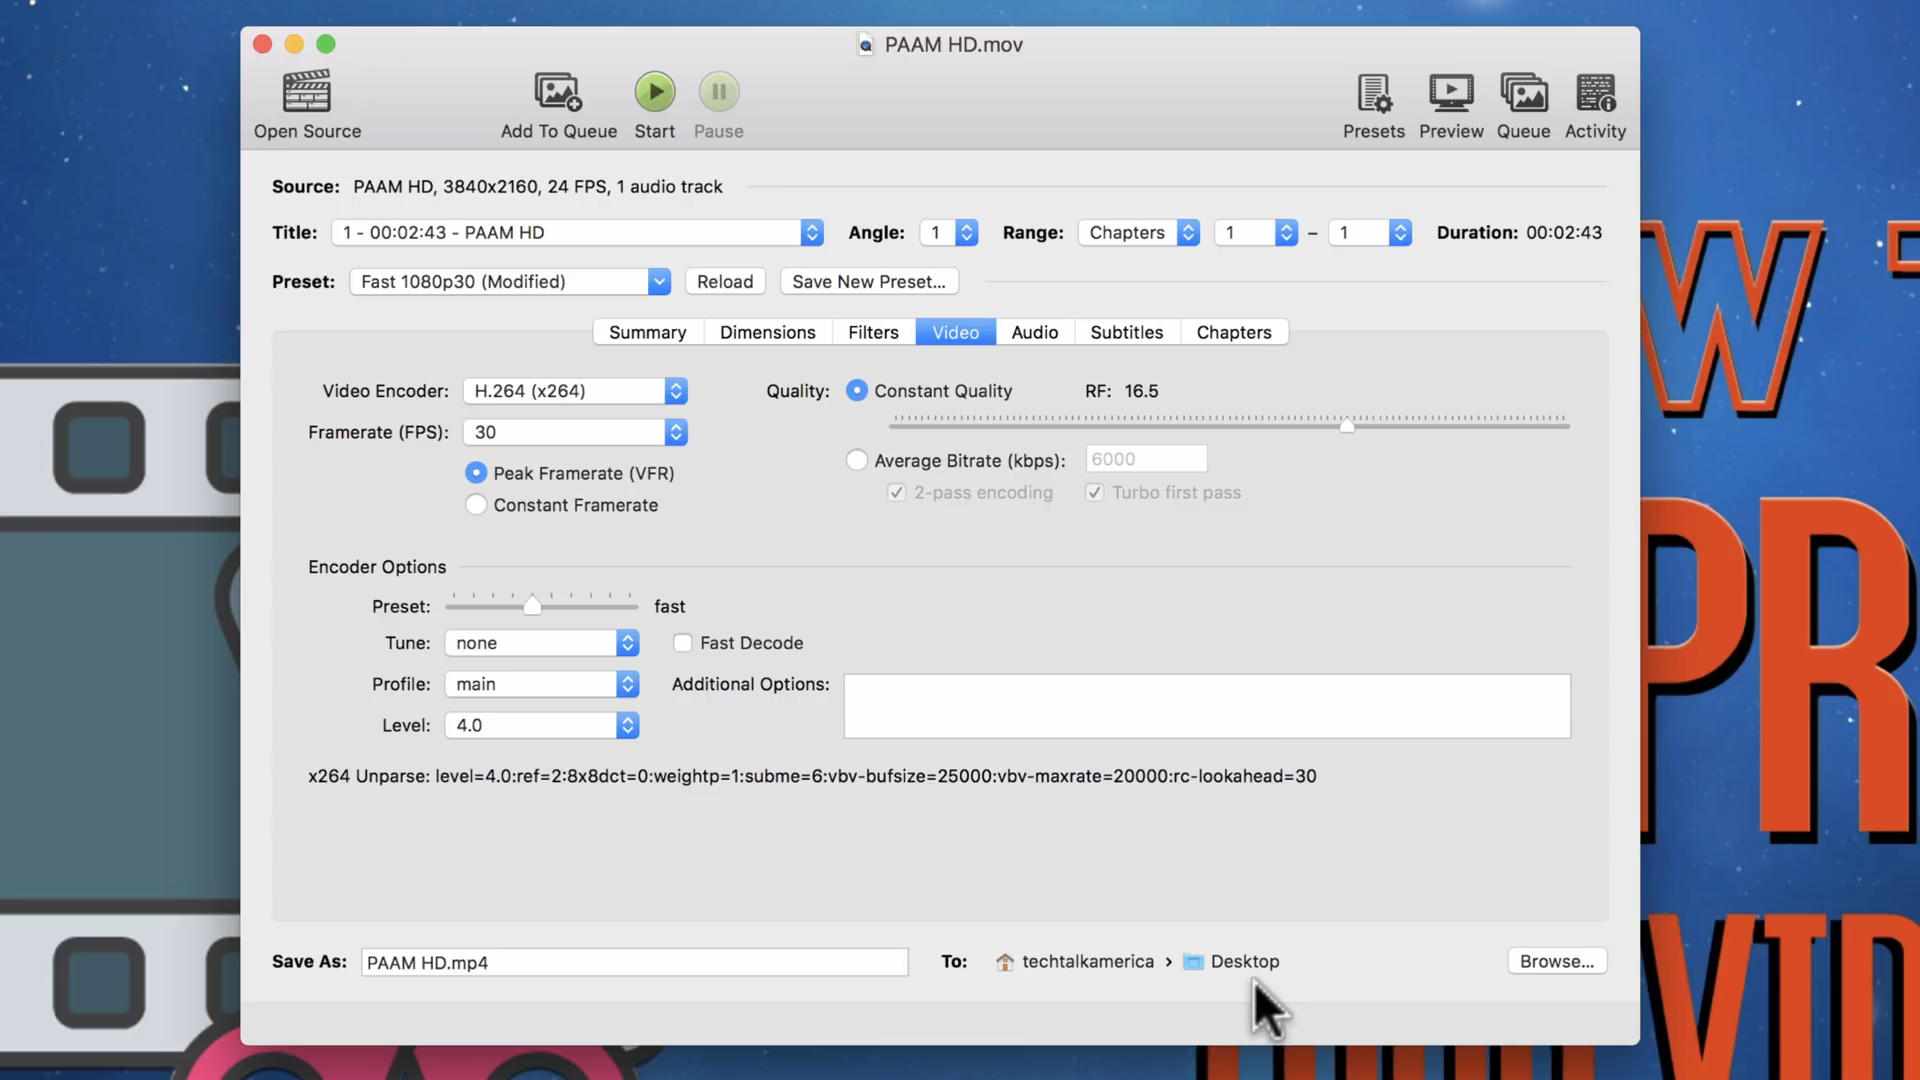 PAAM HD.mov
Open Source
Add To Queue
Start
Pause
Presets
Preview
Queue
Activity
Source: PAAM HD, 3840x2160, 24 FPS, 1 audio track
Title: 1 - 00:02:43 - PAAM HD Angle: 1 Range: Chapters 1 – 1 Duration: 00:02:43
Preset: Fast 1080p30 (Modified) Reload Save New Preset...
Summary Dimensions Filters Video Audio Subtitles Chapters
Video Encoder: H.264 (x264) Quality: Constant Quality RF: 16.5
Framerate (FPS): 30
Average Bitrate (kbps): 6000
Peak Framerate (VFR)
2-pass encoding Turbo first pass
Constant Framerate
Encoder Options
Preset: fast
Tune: none Fast Decode
Profile: main Additional Options:
Level: 4.0
x264 Unparse: level=4.0:ref=2:8x8dct=0:weightp=1:subme=6:vbv-bufsize=25000:vbv-maxrate=20000:rc-lookahead=30
Save As: PAAM HD.mp4 To: techtalkamerica › Desktop Browse...
W
PR
VID